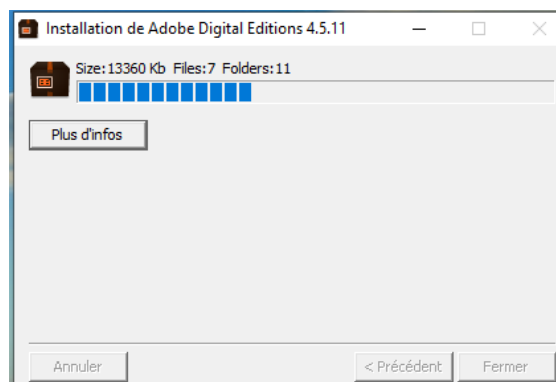 Installation de Adobe Digital Editions 4.5.11
Size:13360 Kb Files:7 Folders:11
Plus d'infos
Annuler
< Précédent
Fermer